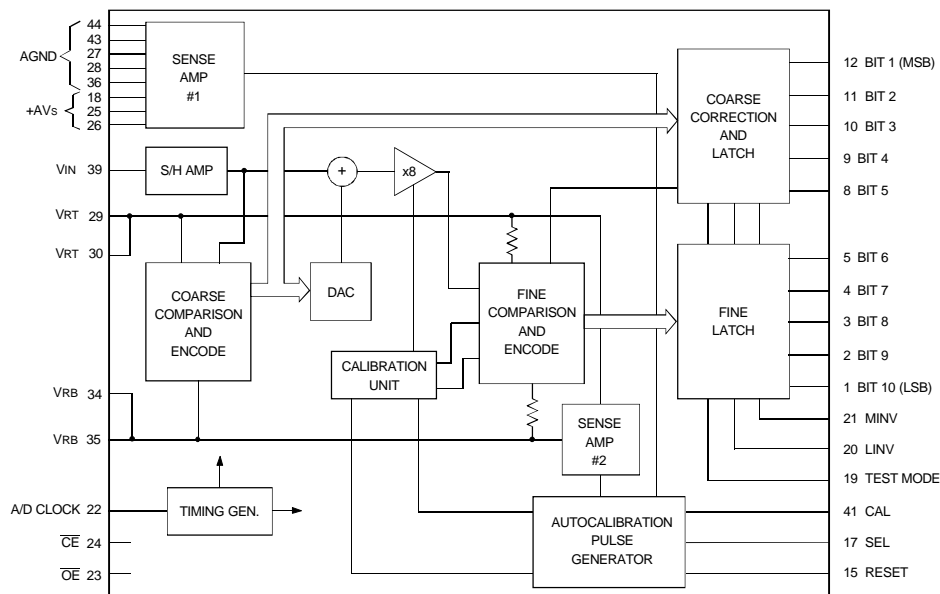 44
43
AGND 27
28
36
18
+AVs 25
26
SENSE
AMP
#1
VIN 39
S/H AMP
+
x8
VRT 29
VRT 30
COARSE
COMPARISON
AND
ENCODE
DAC
FINE
COMPARISON
AND
ENCODE
CALIBRATION
UNIT
VRB 34
VRB 35
SENSE
AMP
#2
A/D CLOCK 22
TIMING GEN.
CE 24
OE 23
AUTOCALIBRATION
PULSE
GENERATOR
COARSE
CORRECTION
AND
LATCH
FINE
LATCH
12 BIT 1 (MSB)
11 BIT 2
10 BIT 3
9 BIT 4
8 BIT 5
5 BIT 6
4 BIT 7
3 BIT 8
2 BIT 9
1 BIT 10 (LSB)
21 MINV
20 LINV
19 TEST MODE
41 CAL
17 SEL
15 RESET